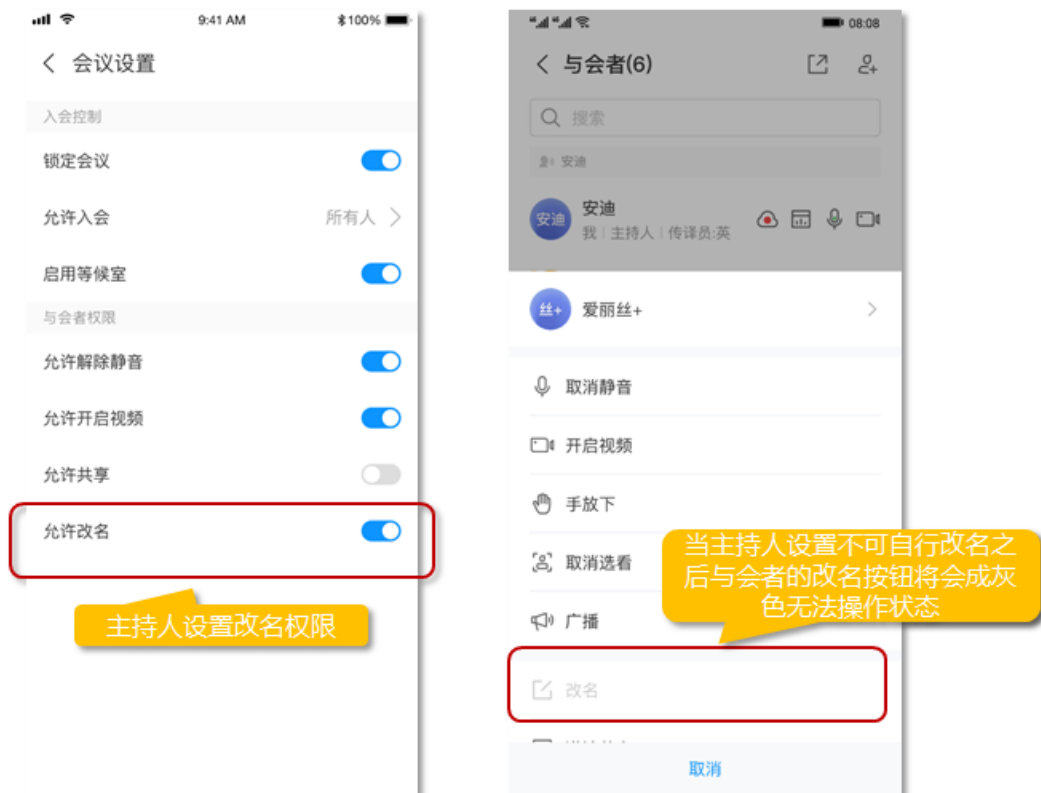 9:41 AM
100%
会议设置
入会控制
锁定会议
允许入会
所有人
启用等候室
与会者权限
允许解除静音
允许开启视频
允许共享
允许改名
主持人设置改名权限
08:08
与会者(6)
搜索
安迪
安迪
安迪
我 | 主持人 | 传译员:英
丝+
爱丽丝+
取消静音
开启视频
手放下
取消选看
广播
当主持人设置不可自行改名之
后与会者的改名按钮将会成灰
色无法操作状态
改名
取消